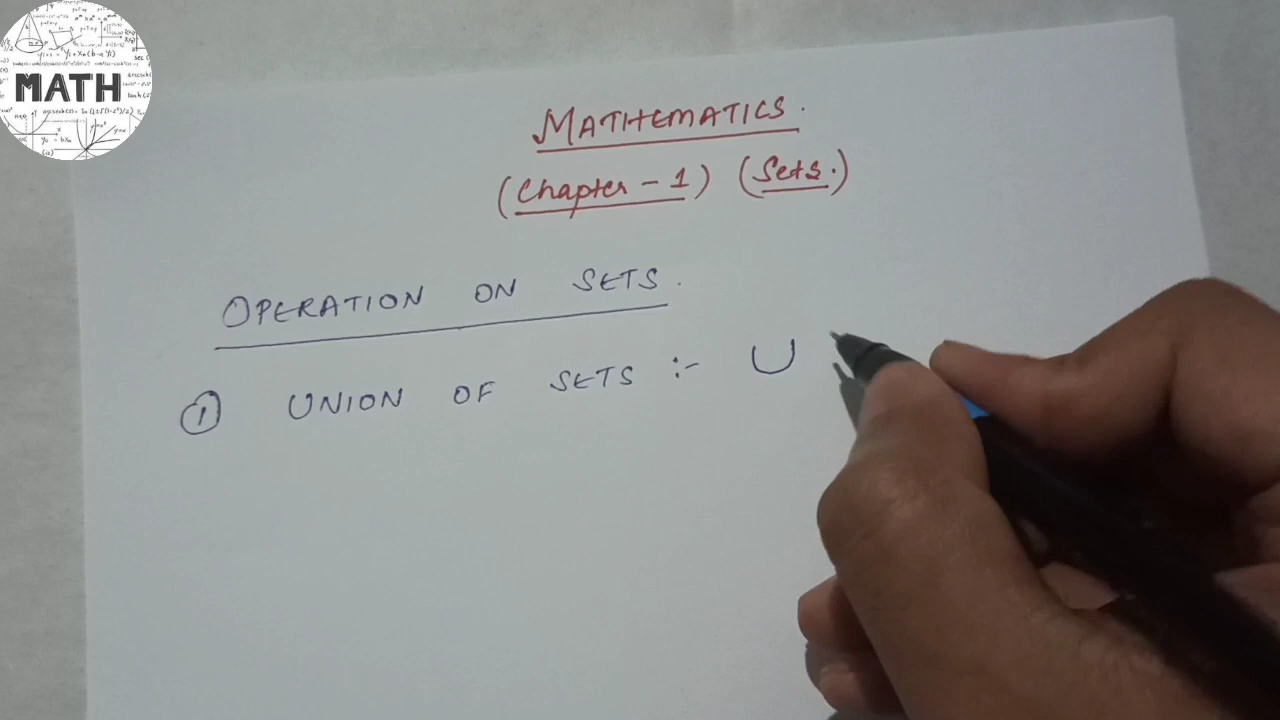 MATH
MATHEMATICS.
(Chapter - 1) (Sets.)
OPERATION ON SETS.
① UNION OF SETS :- ∪